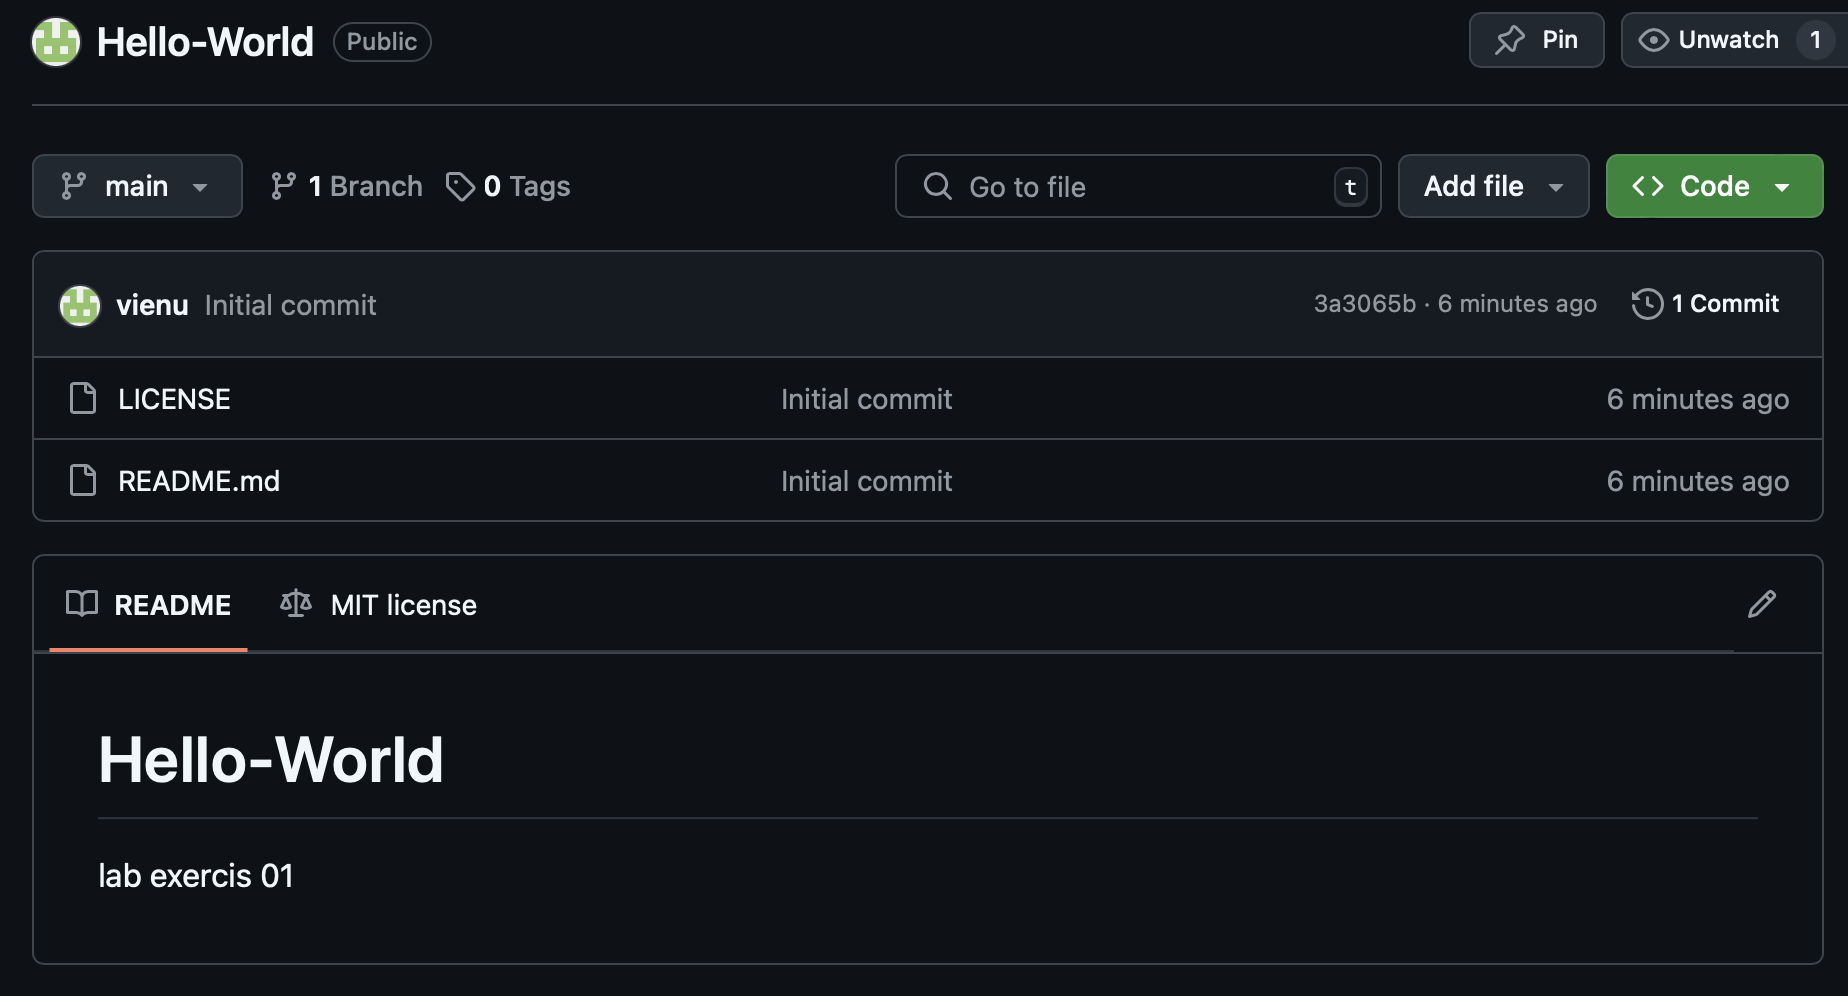 Hello-World Public Pin Unwatch 1
main 1 Branch 0 Tags Go to file t Add file Code
vienu Initial commit 3a3065b · 6 minutes ago 1 Commit
LICENSE Initial commit 6 minutes ago
README.md Initial commit 6 minutes ago
README MIT license
Hello-World
lab exercis 01